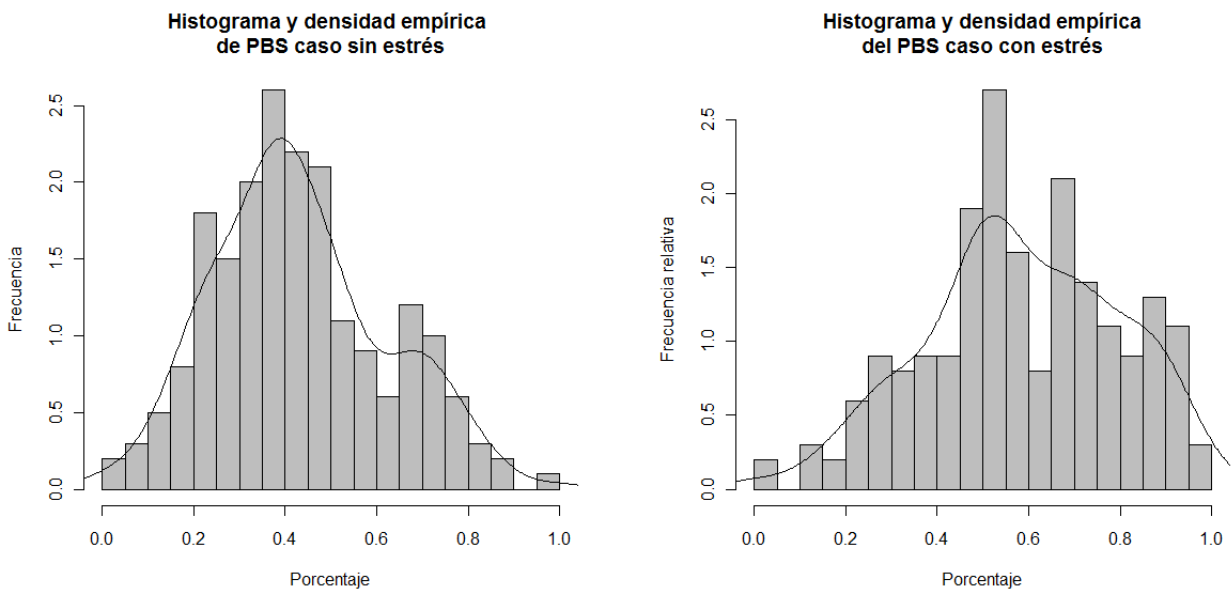 Histograma y densidad empírica
de PBS caso sin estrés
Frecuencia
2.5
2.0
1.5
1.0
0.5
0.0
0.0 0.2 0.4 0.6 0.8 1.0
Porcentaje
Histograma y densidad empírica
del PBS caso con estrés
Frecuencia relativa
2.5
2.0
1.5
1.0
0.5
0.0
0.0 0.2 0.4 0.6 0.8 1.0
Porcentaje